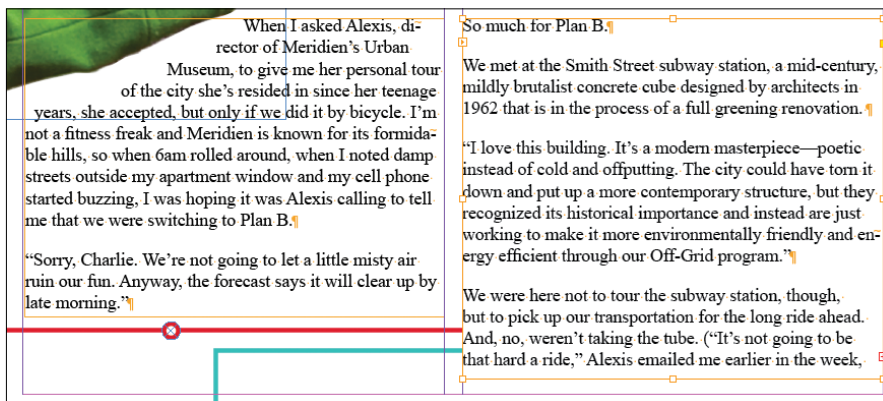 When I asked Alexis, di-
rector of Meridien’s Urban
Museum, to give me her personal tour
of the city she’s resided in since her teenage
years, she accepted, but only if we did it by bicycle. I’m
not a fitness freak and Meridien is known for its formida-
ble hills, so when 6am rolled around, when I noted damp
streets outside my apartment window and my cell phone
started buzzing, I was hoping it was Alexis calling to tell
me that we were switching to Plan B.
“Sorry, Charlie. We’re not going to let a little misty air
ruin our fun. Anyway, the forecast says it will clear up by
late morning.”
So much for Plan B.
We met at the Smith Street subway station, a mid-century,
mildly brutalist concrete cube designed by architects in
1962 that is in the process of a full greening renovation.
“I love this building. It’s a modern masterpiece—poetic
instead of cold and offputting. The city could have torn it
down and put up a more contemporary structure, but they
recognized its historical importance and instead are just
working to make it more environmentally friendly and en-
ergy efficient through our Off-Grid program.”
We were here not to tour the subway station, though,
but to pick up our transportation for the long ride ahead.
And, no, weren’t taking the tube. (“It’s not going to be
that hard a ride,” Alexis emailed me earlier in the week,